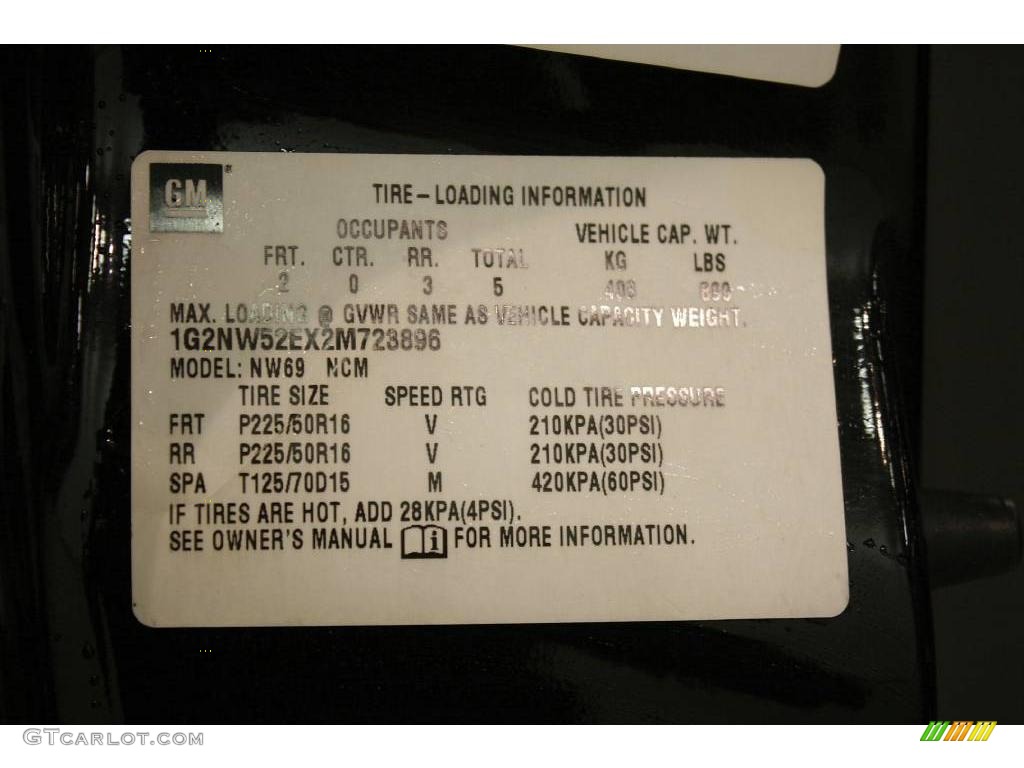 GM
TIRE-LOADING INFORMATION
OCCUPANTS VEHICLE CAP. WT.
FRT. CTR. RR. TOTAL KG LBS
2 0 3 5
MAX. LOADING @ GVWR SAME AS VEHICLE CAPACITY WEIGHT.
1G2NW52EX2M723896
MODEL: NW69 NCM
TIRE SIZE SPEED RTG COLD TIRE PRESSURE
FRT P225/50R16 V 210KPA(30PSI)
RR P225/50R16 V 210KPA(30PSI)
SPA T125/70D15 M 420KPA(60PSI)
IF TIRES ARE HOT, ADD 28KPA(4PSI).
SEE OWNER'S MANUAL i FOR MORE INFORMATION.
GTCARLOT.COM